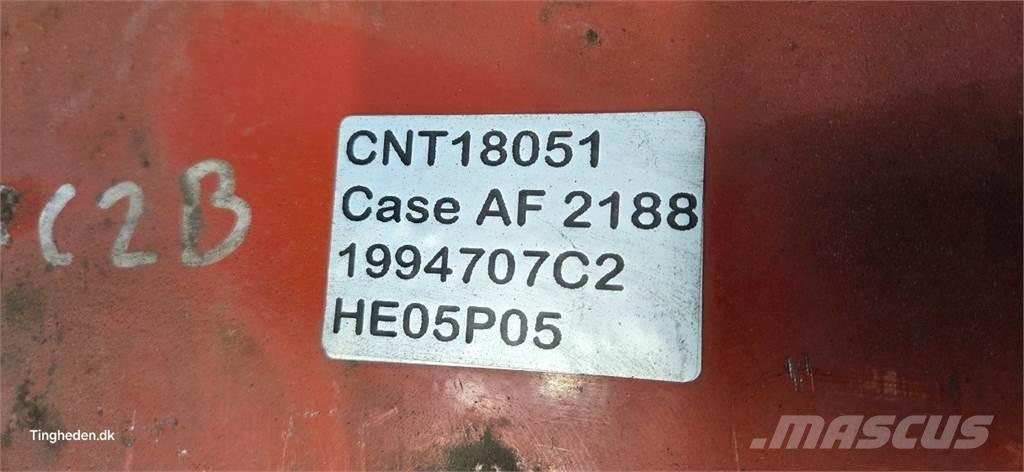 CNT18051
Case AF 2188
1994707C2
HE05P05
C2B
Tingheden.dk
MASCUS